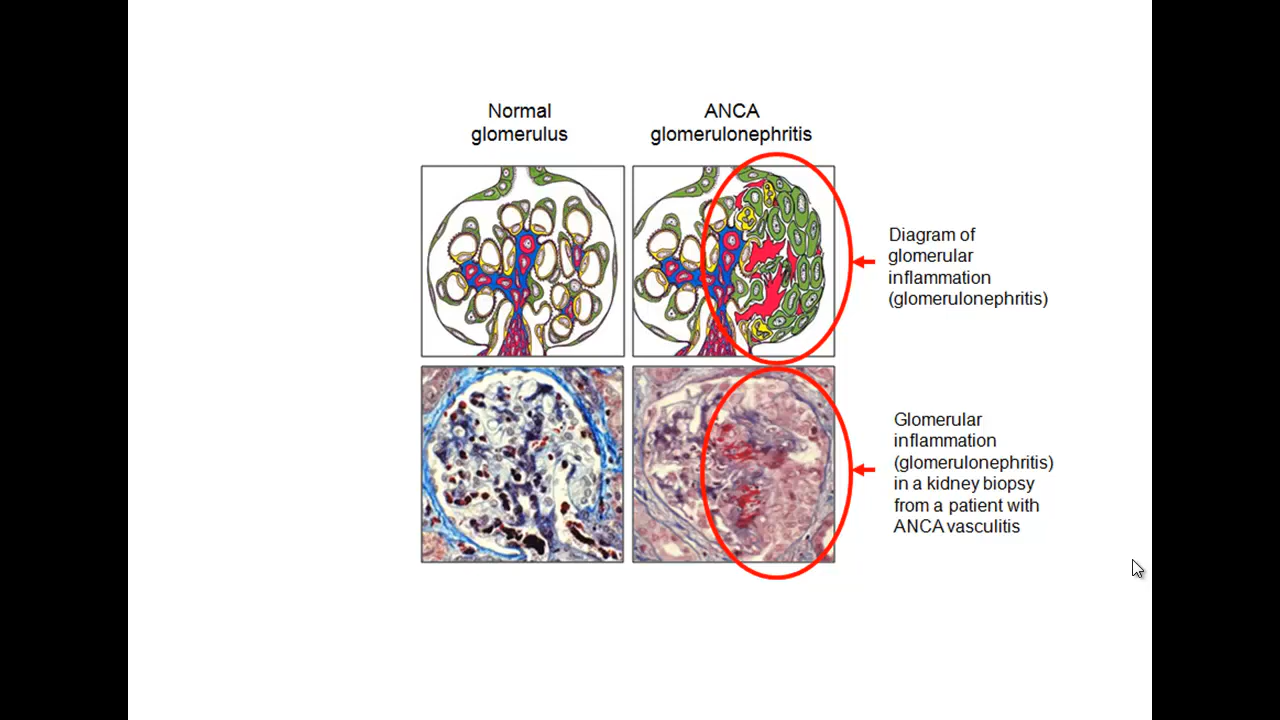 Normal
glomerulus
ANCA
glomerulonephritis
Diagram of
glomerular
inflammation
(glomerulonephritis)
Glomerular
inflammation
(glomerulonephritis)
in a kidney biopsy
from a patient with
ANCA vasculitis